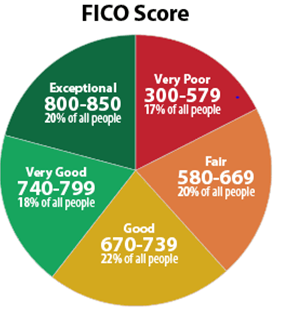 FICO Score
Very Poor
300-579
17% of all people
Fair
580-669
20% of all people
Good
670-739
22% of all people
Very Good
740-799
18% of all people
Exceptional
800-850
20% of all people